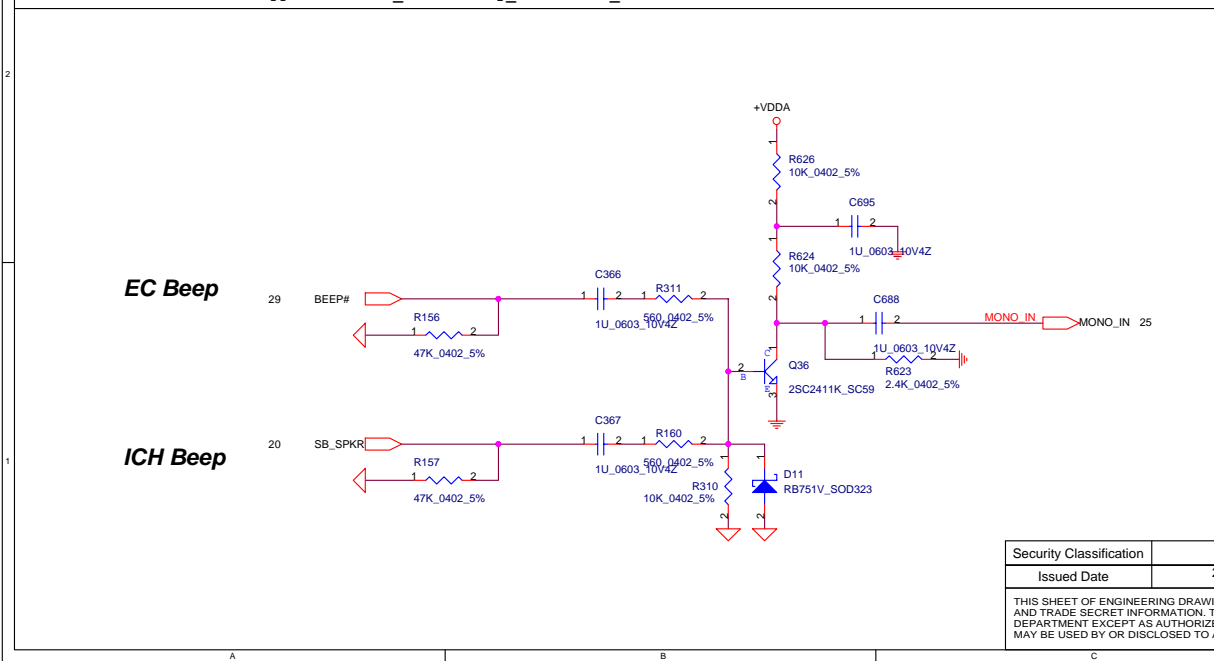 2
+VDDA
1
R626
10K_0402_5%
2
C695
1 2
1U_0603_10V4Z
1
R624
10K_0402_5%
2
EC Beep
29 BEEP#
C366
1 2
1U_0603_10V4Z
R311
1 2
560_0402_5%
R156
1 2
47K_0402_5%
C688
1 2
1U_0603_10V4Z
MONO_IN
MONO_IN 25
1 2
R623
2.4K_0402_5%
1
C
2
B
E
3
Q36
2SC2411K_SC59
ICH Beep
20 SB_SPKR
C367
1 2
1U_0603_10V4Z
R160
1 2
560_0402_5%
R157
1 2
47K_0402_5%
1
R310
10K_0402_5%
2
1
D11
RB751V_SOD323
2
1
Security Classification
Issued Date
THIS SHEET OF ENGINEERING DRAWI
AND TRADE SECRET INFORMATION. T
DEPARTMENT EXCEPT AS AUTHORIZE
MAY BE USED BY OR DISCLOSED TO A
A B C